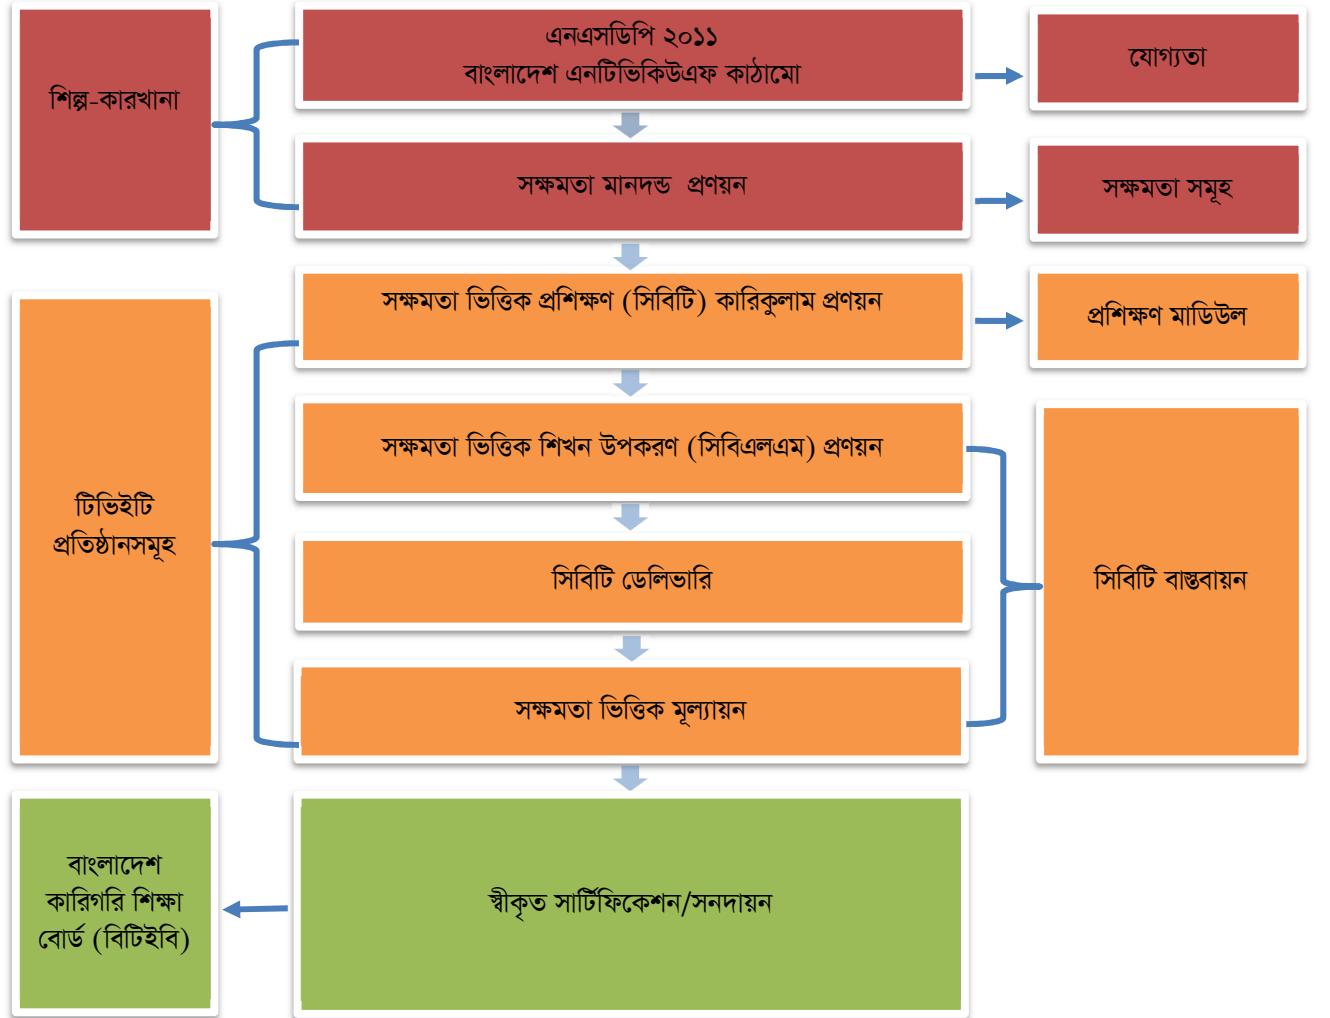 শিল্প-কারখানা
এনএসডিপি ২০১১
বাংলাদেশ এনটিভিকিউএফ কাঠামো
যোগ্যতা
সক্ষমতা মানদন্ড প্রণয়ন
সক্ষমতা সমূহ
সক্ষমতা ভিত্তিক প্রশিক্ষণ (সিবিটি) কারিকুলাম প্রণয়ন
প্রশিক্ষণ মাডিউল
টিভিইটি
প্রতিষ্ঠানসমূহ
সক্ষমতা ভিত্তিক শিখন উপকরণ (সিবিএলএম) প্রণয়ন
সিবিটি ডেলিভারি
সক্ষমতা ভিত্তিক মূল্যায়ন
সিবিটি বাস্তবায়ন
বাংলাদেশ
কারিগরি শিক্ষা
বোর্ড (বিটিইবি)
স্বীকৃত সার্টিফিকেশন/সনদায়ন